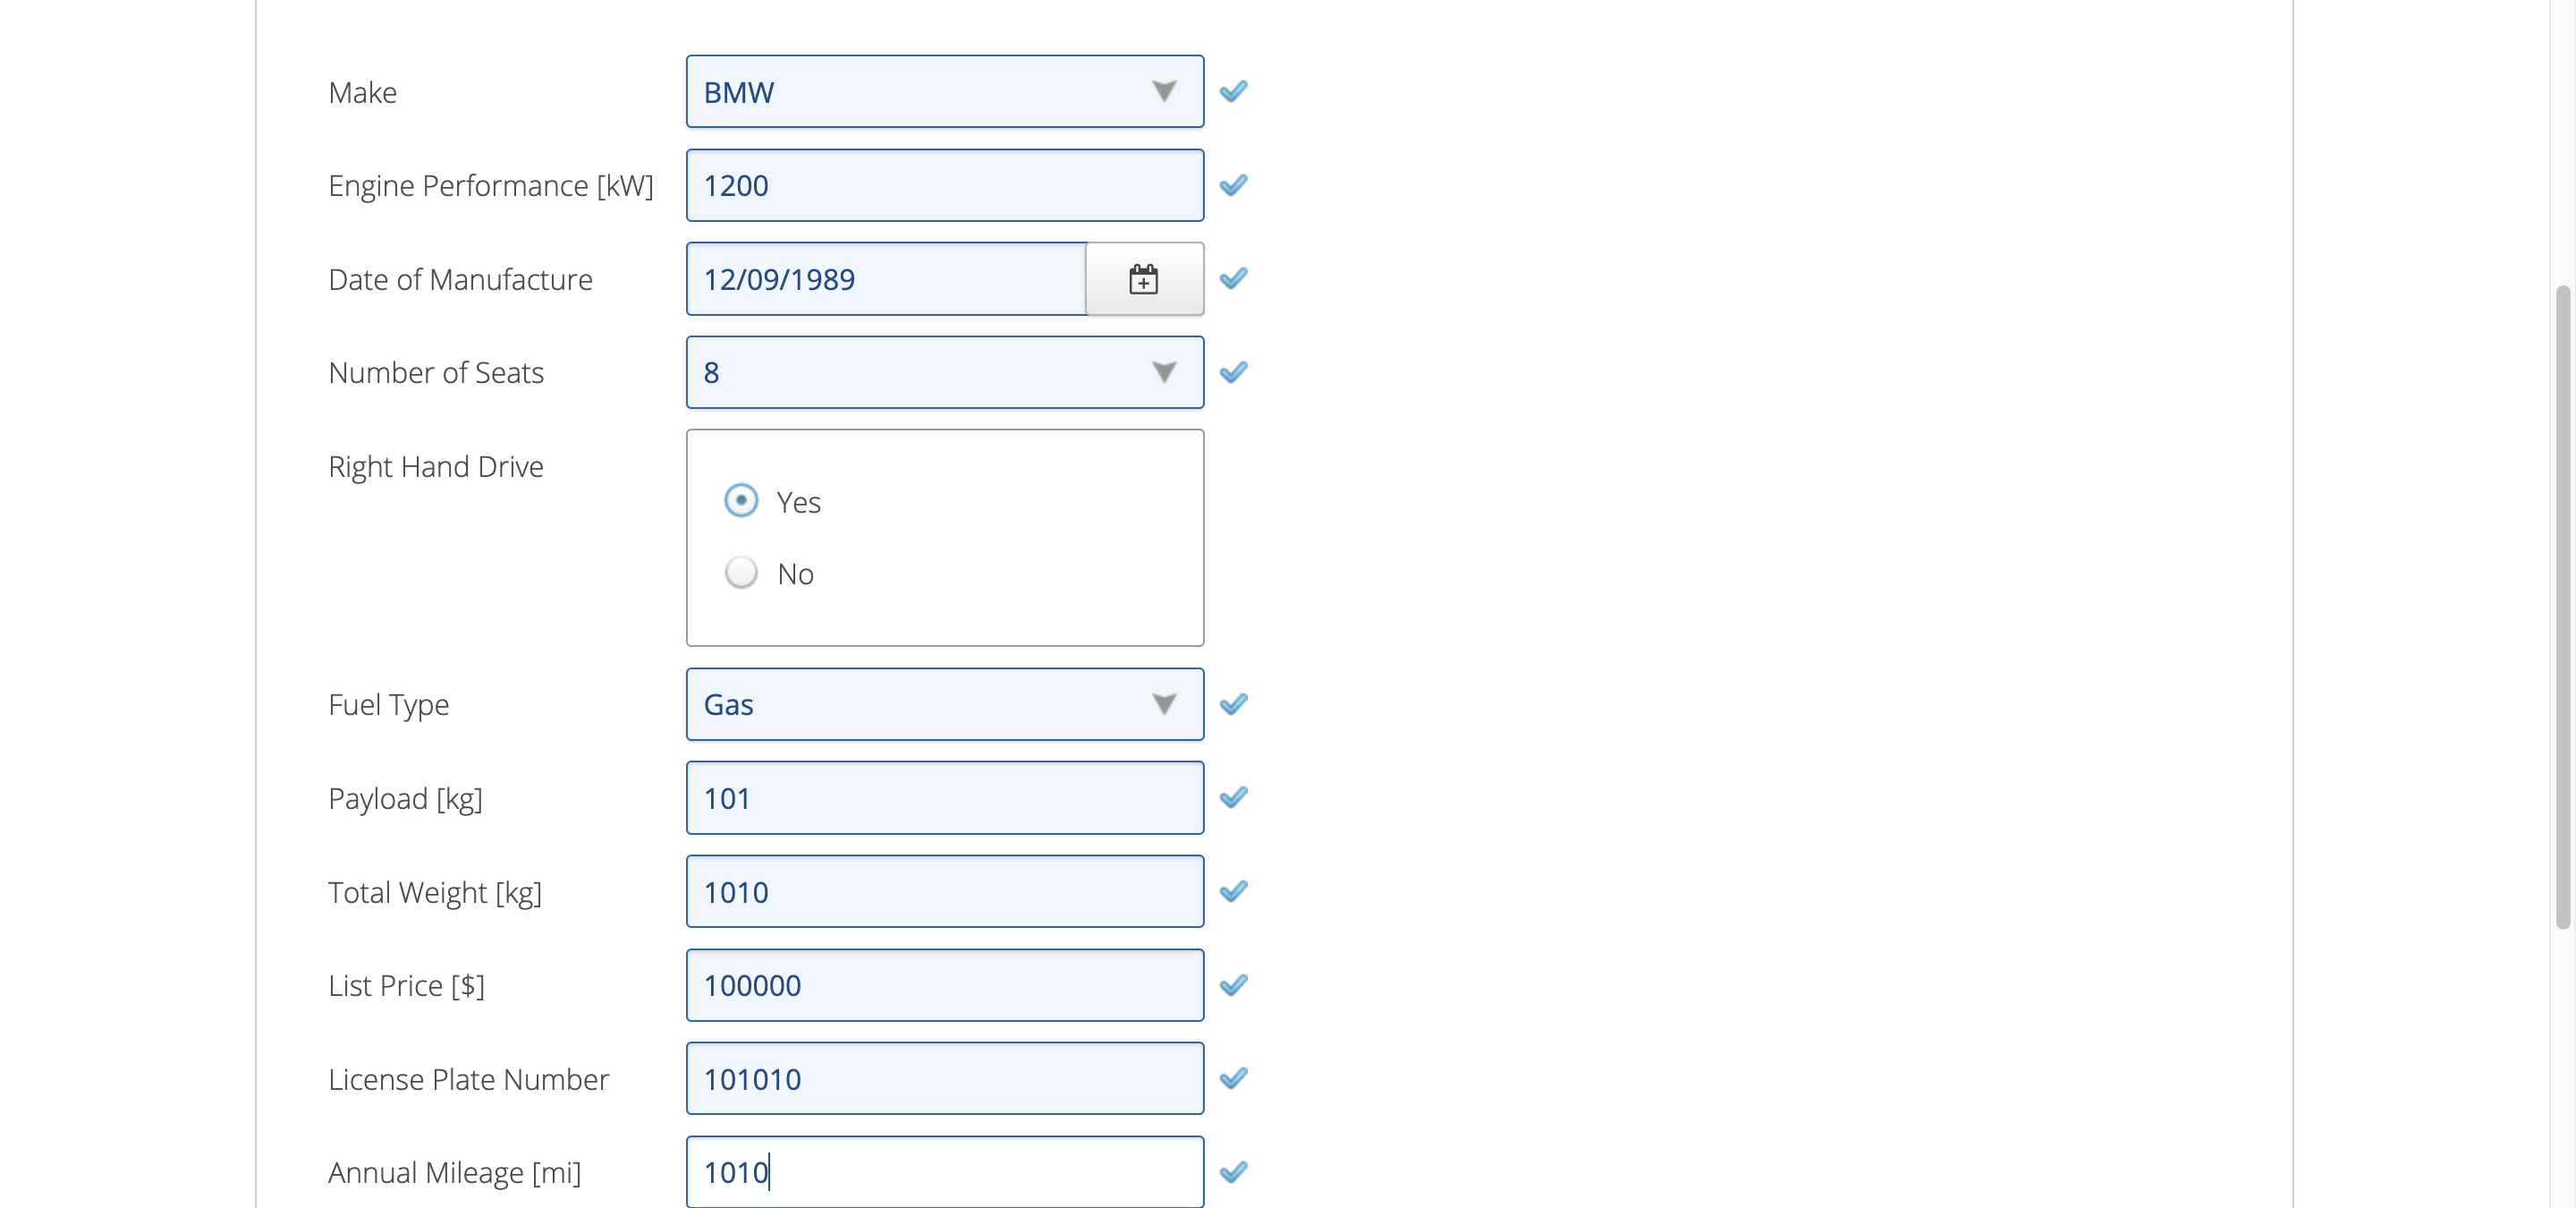 Make BMW
Engine Performance [kW] 1200
Date of Manufacture 12/09/1989
Number of Seats 8
Right Hand Drive
Yes
No
Fuel Type Gas
Payload [kg] 101
Total Weight [kg] 1010
List Price [$] 100000
License Plate Number 101010
Annual Mileage [mi] 1010